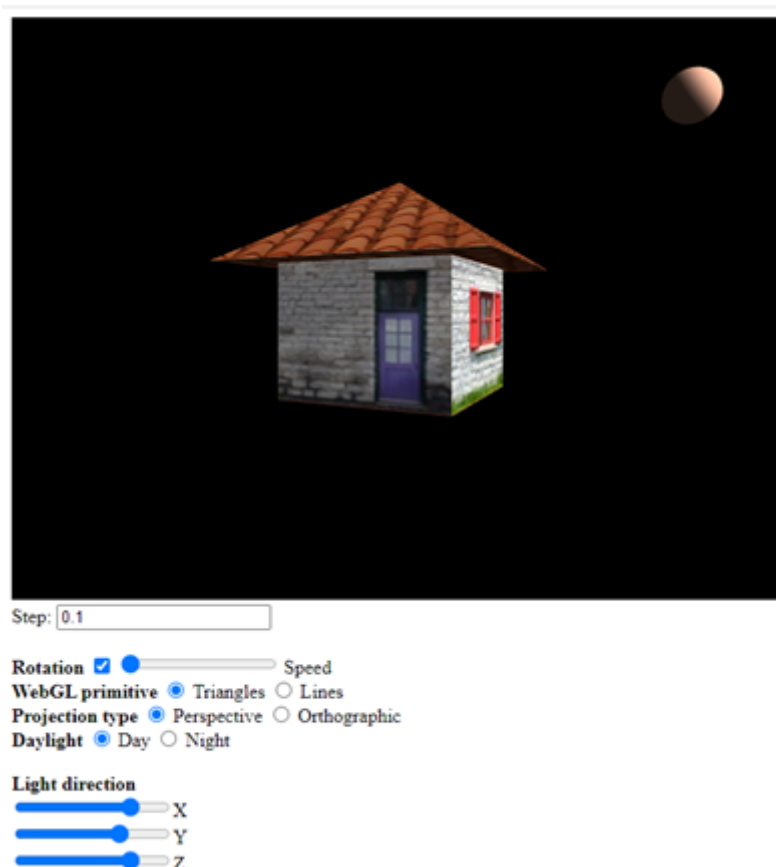 Step: 0.1
Rotation Speed
WebGL primitive Triangles Lines
Projection type Perspective Orthographic
Daylight Day Night
Light direction
X
Y
Z